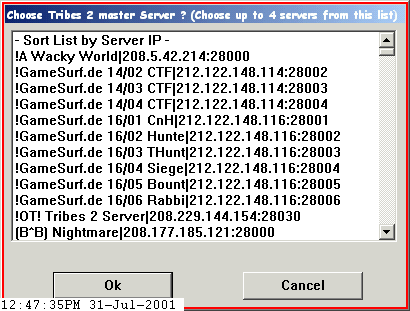 Choose Tribes 2 master Server ? (Choose up to 4 servers from this list)
- Sort List by Server IP -
!A Wacky World|208.5.42.214:28000
!GameSurf.de 14/02 CTF|212.122.148.114:28002
!GameSurf.de 14/03 CTF|212.122.148.114:28003
!GameSurf.de 14/04 CTF|212.122.148.114:28004
!GameSurf.de 16/01 CnH|212.122.148.116:28001
!GameSurf.de 16/02 Hunte|212.122.148.116:28002
!GameSurf.de 16/03 THunt|212.122.148.116:28003
!GameSurf.de 16/04 Siege|212.122.148.116:28004
!GameSurf.de 16/05 Bount|212.122.148.116:28005
!GameSurf.de 16/06 Rabbi|212.122.148.116:28006
!OT! Tribes 2 Server|208.229.144.154:28030
(B^B) Nightmare|208.177.185.121:28000
Ok
Cancel
12:47:35PM 31-Jul-2001